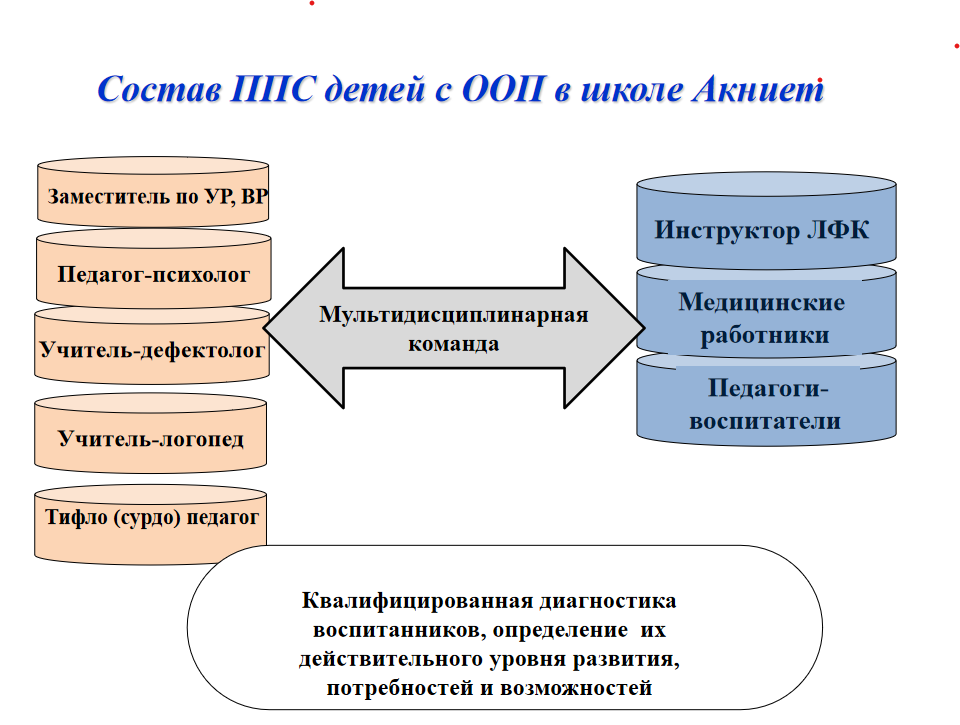 Состав ППС детей с ООП в школе Акниет
Заместитель по УР, ВР
Педагог-психолог
Учитель-дефектолог
Учитель-логопед
Тифло (сурдо) педагог
Мультидисциплинарная
команда
Инструктор ЛФК
Медицинские
работники
Педагоги-
воспитатели
Квалифицированная диагностика
воспитанников, определение  их
действительного уровня развития,
потребностей и возможностей